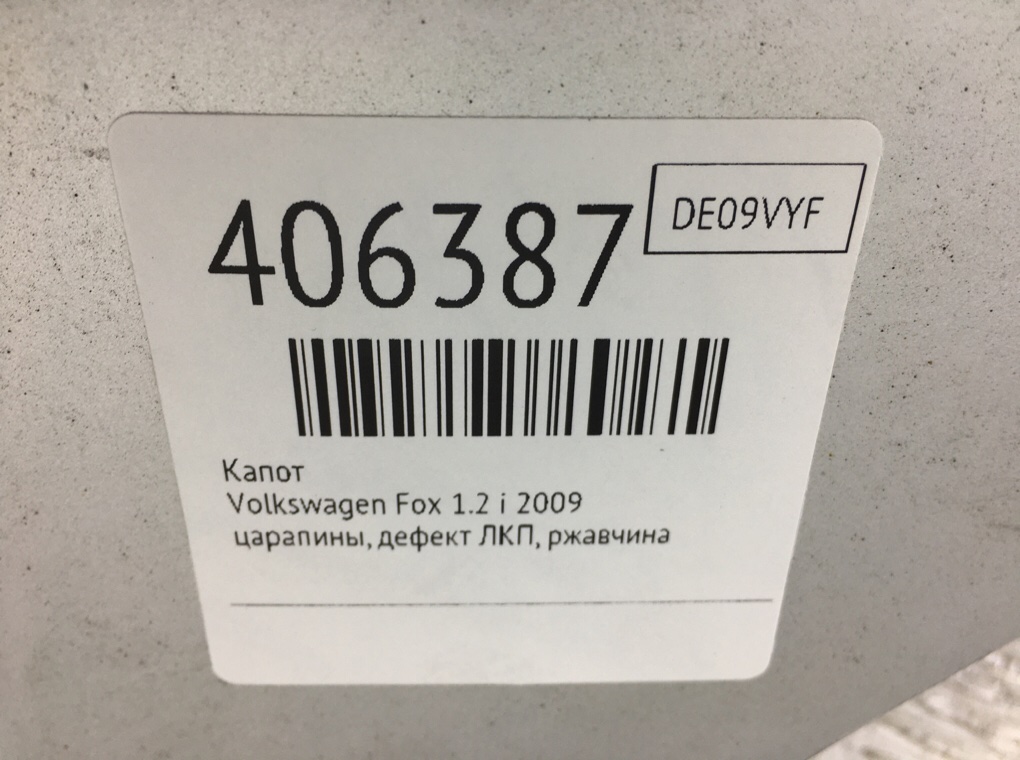 406387
DE09VYF
Капот
Volkswagen Fox 1.2 i 2009
царапины, дефект ЛКП, ржавчина